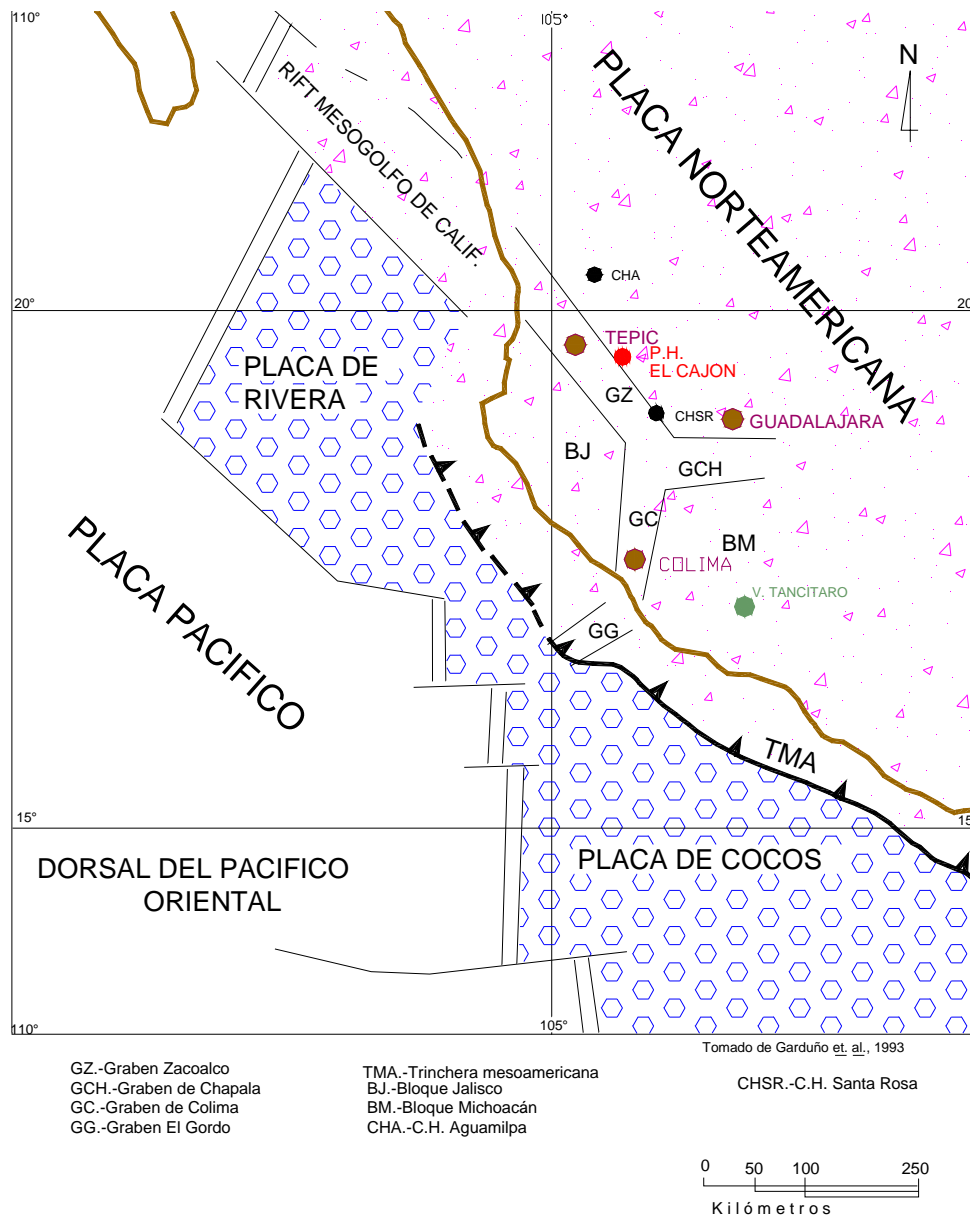 110°
105°
N
RIFT MESOGOLFO DE CALIF.
PLACA NORTEAMERICANA
CHA
20°
20
TEPIC
P.H.
EL CAJON
PLACA DE
RIVERA
GZ
CHSR
GUADALAJARA
BJ
GCH
GC
BM
COLIMA
V. TANCÍTARO
PLACA PACIFICO
GG
TMA
15°
15
DORSAL DEL PACIFICO
ORIENTAL
PLACA DE COCOS
110°
105°
Tomado de Garduño et. al., 1993
GZ.-Graben Zacoalco
GCH.-Graben de Chapala
GC.-Graben de Colima
GG.-Graben El Gordo
TMA.-Trinchera mesoamericana
BJ.-Bloque Jalisco
BM.-Bloque Michoacán
CHA.-C.H. Aguamilpa
CHSR.-C.H. Santa Rosa
0 50 100 250
Kilómetros